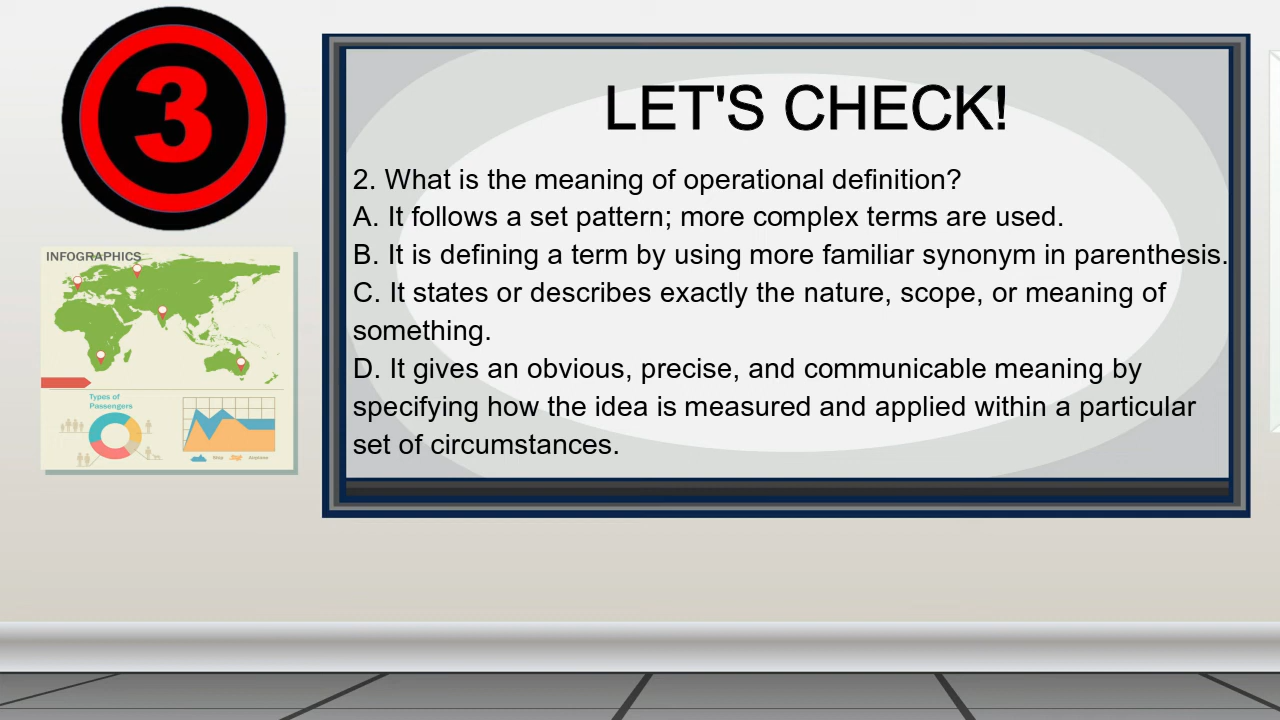 3
LET'S CHECK!
2. What is the meaning of operational definition?
A. It follows a set pattern; more complex terms are used.
B. It is defining a term by using more familiar synonym in parenthesis.
C. It states or describes exactly the nature, scope, or meaning of
something.
D. It gives an obvious, precise, and communicable meaning by
specifying how the idea is measured and applied within a particular
set of circumstances.
INFOGRAPHICS
Types of
Passengers
Ship
Airplane